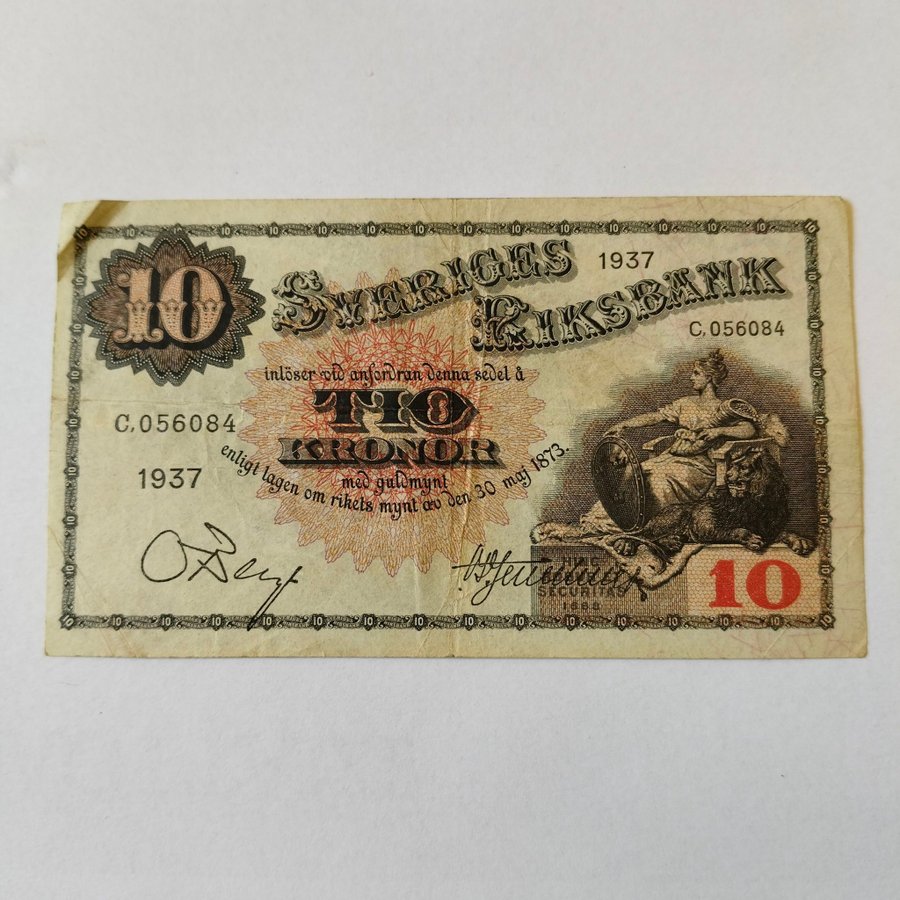 10
SVERIGES
1937
RIKSBANK
C,056084
inlöser vid anfordran denna sedel å
TIO
KRONOR
C,056084
1937
med guldmynt
enligt lagen om rikets mynt av den 30 maj 1873.
SECURITAS
1668
10